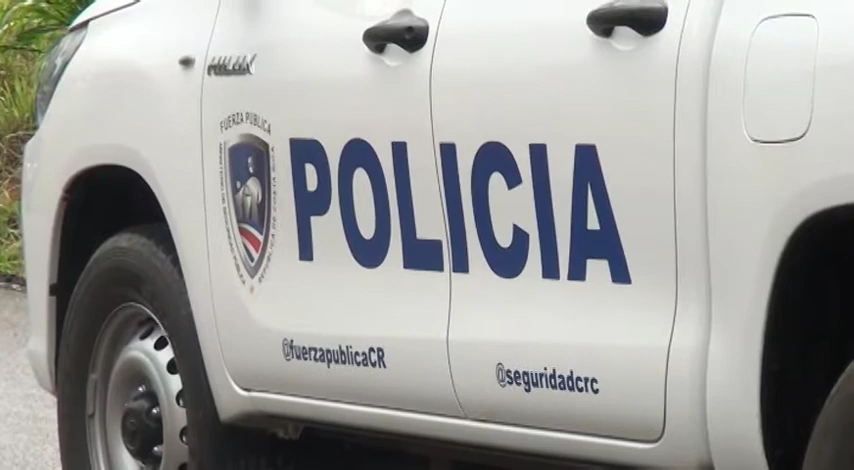 HILUX
FUERZA PUBLICA
POLICIA
@fuerzapublicaCR
@seguridadcrc